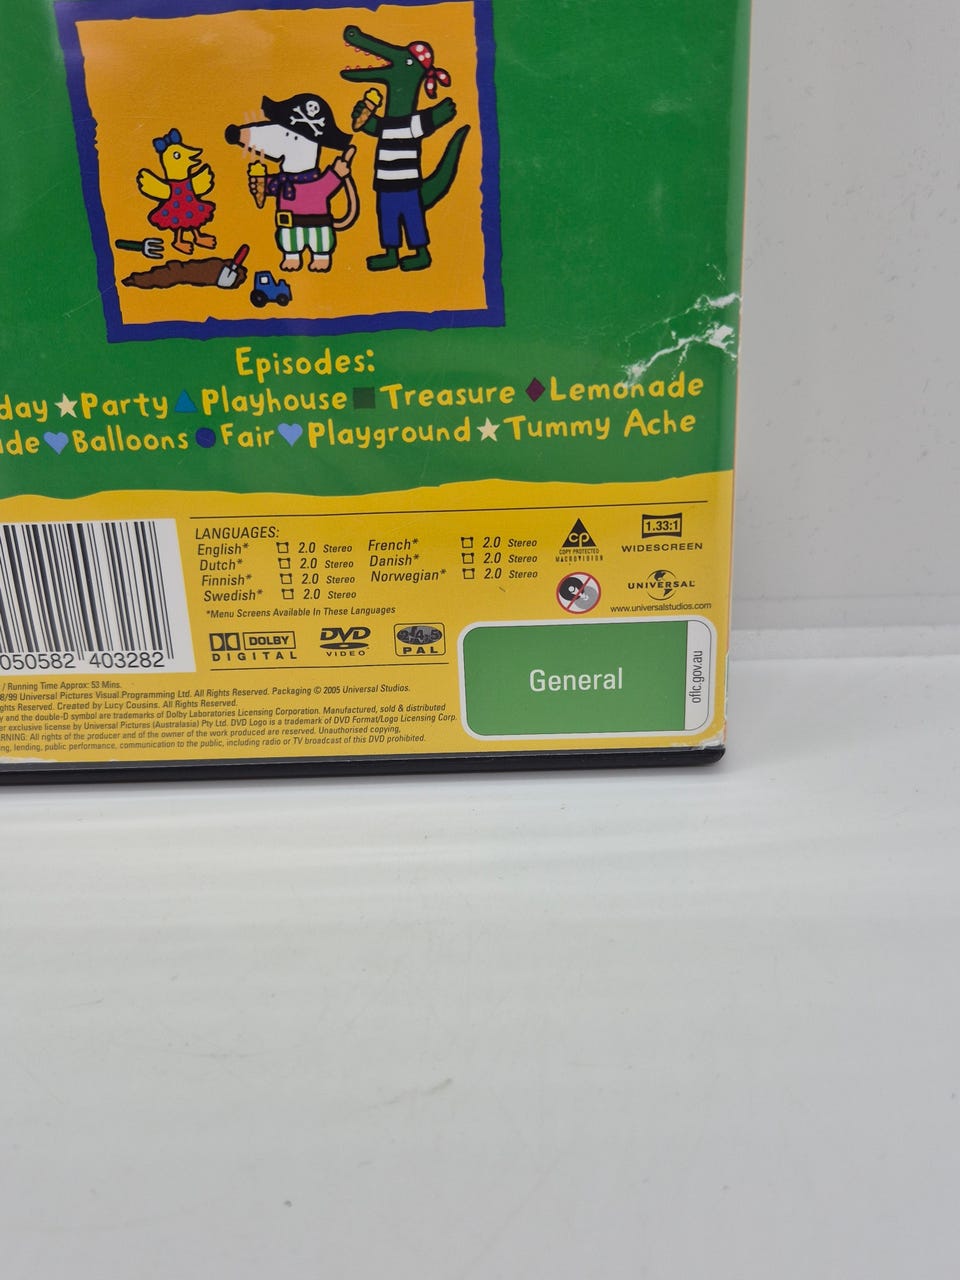 Episodes:
day Party Playhouse Treasure Lemonade
de Balloons Fair Playground Tummy Ache
LANGUAGES:
English* 2.0 Stereo French* 2.0 Stereo
Dutch* 2.0 Stereo Danish* 2.0 Stereo
Finnish* 2.0 Stereo Norwegian* 2.0 Stereo
Swedish* 2.0 Stereo
*Menu Screens Available In These Languages
CP
COPY PROTECTED
MACROVISION
1.33:1
WIDESCREEN
UNIVERSAL
www.universalstudios.com
050582 403282
DOLBY
DIGITAL
DVD
VIDEO
2 4 5
PAL
General
oflc.gov.au
/ Running Time Approx: 53 Mins.
8/99 Universal Pictures Visual Programming Ltd. All Rights Reserved. Packaging © 2005 Universal Studios.
ghts Reserved. Created by Lucy Cousins. All Rights Reserved.
y and the double-D symbol are trademarks of Dolby Laboratories Licensing Corporation. Manufactured, sold & distributed
er exclusive license by Universal Pictures (Australasia) Pty Ltd. DVD Logo is a trademark of DVD Format/Logo Licensing Corp.
RNING: All rights of the producer and of the owner of the work produced are reserved. Unauthorised copying,
ng, lending, public performance, communication to the public, including radio or TV broadcast of this DVD prohibited.